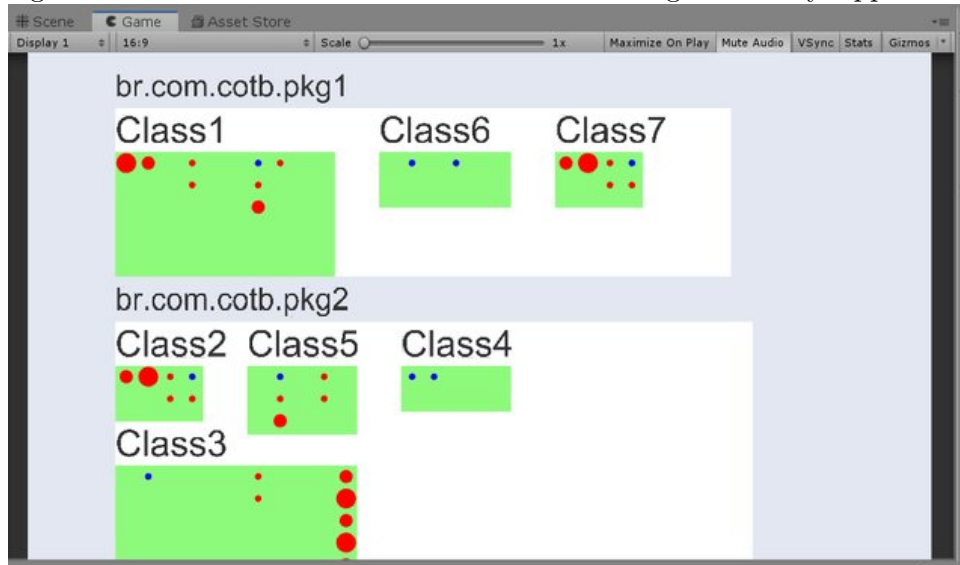 Scene Game Asset Store
Display 1 16:9 Scale 1x Maximize On Play Mute Audio VSync Stats Gizmos
br.com.cotb.pkg1
Class1 Class6 Class7
br.com.cotb.pkg2
Class2 Class5 Class4
Class3